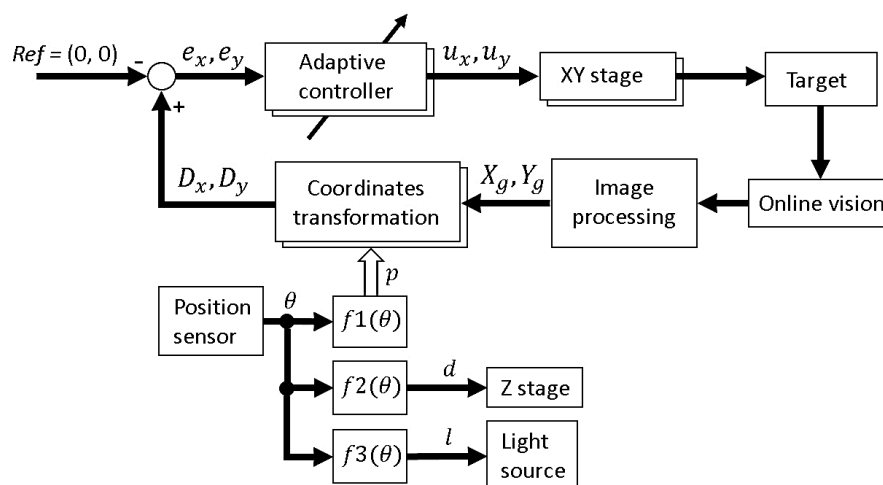 Ref = (0, 0)
-
+
e_x, e_y
Adaptive
controller
u_x, u_y
XY stage
Target
D_x, D_y
Coordinates
transformation
X_g, Y_g
Image
processing
Online vision
p
Position
sensor
θ
f1(θ)
f2(θ)
d
Z stage
f3(θ)
l
Light
source